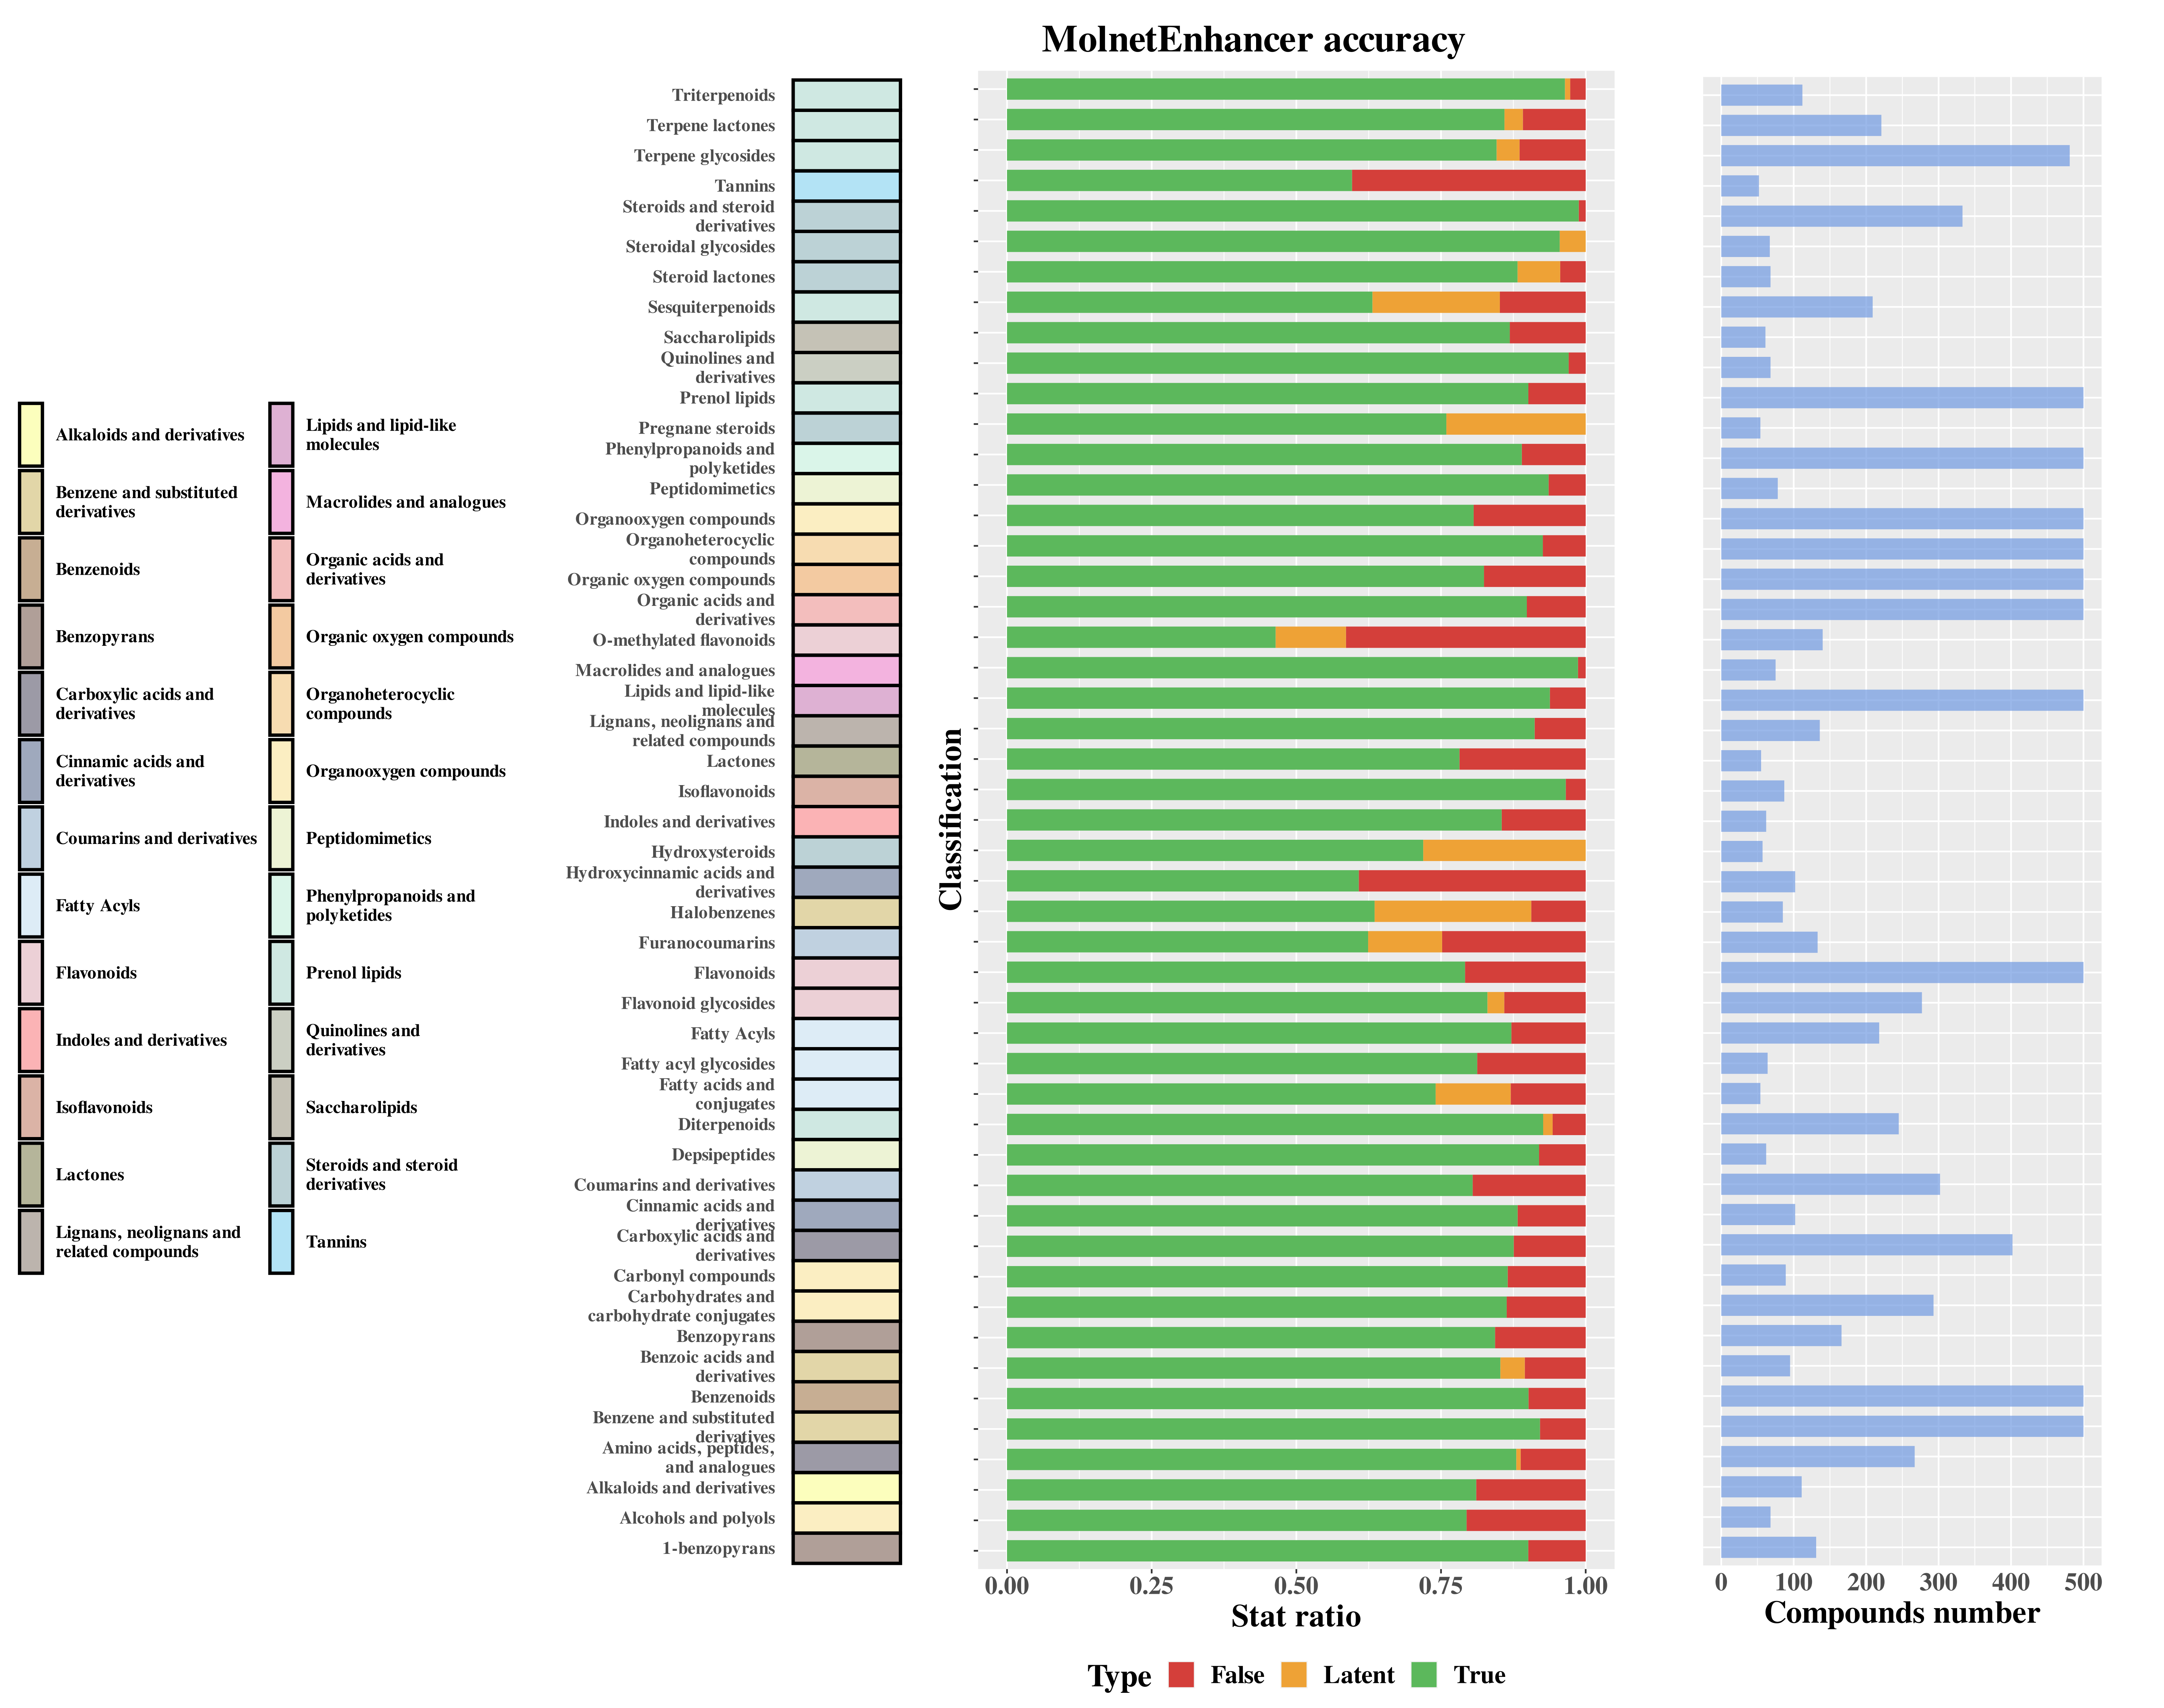 MolnetEnhancer accuracy
Triterpenoids
Terpene lactones
Terpene glycosides
Tannins
Steroids and steroid
derivatives
Steroidal glycosides
Steroid lactones
Sesquiterpenoids
Saccharolipids
Quinolines and
derivatives
Prenol lipids
Pregnane steroids
Phenylpropanoids and
polyketides
Peptidomimetics
Organooxygen compounds
Organoheterocyclic
compounds
Organic oxygen compounds
Organic acids and
derivatives
O-methylated flavonoids
Macrolides and analogues
Lipids and lipid-like
molecules
Lignans, neolignans and
related compounds
Lactones
Isoflavonoids
Indoles and derivatives
Hydroxysteroids
Hydroxycinnamic acids and
derivatives
Halobenzenes
Furanocoumarins
Flavonoids
Flavonoid glycosides
Fatty Acyls
Fatty acyl glycosides
Fatty acids and
conjugates
Diterpenoids
Depsipeptides
Coumarins and derivatives
Cinnamic acids and
derivatives
Carboxylic acids and
derivatives
Carbonyl compounds
Carbohydrates and
carbohydrate conjugates
Benzopyrans
Benzoic acids and
derivatives
Benzenoids
Benzene and substituted
derivatives
Amino acids, peptides,
and analogues
Alkaloids and derivatives
Alcohols and polyols
1-benzopyrans
Alkaloids and derivatives
Benzene and substituted
derivatives
Benzenoids
Benzopyrans
Carboxylic acids and
derivatives
Cinnamic acids and
derivatives
Coumarins and derivatives
Fatty Acyls
Flavonoids
Indoles and derivatives
Isoflavonoids
Lactones
Lignans, neolignans and
related compounds
Lipids and lipid-like
molecules
Macrolides and analogues
Organic acids and
derivatives
Organic oxygen compounds
Organoheterocyclic
compounds
Organooxygen compounds
Peptidomimetics
Phenylpropanoids and
polyketides
Prenol lipids
Quinolines and
derivatives
Saccharolipids
Steroids and steroid
derivatives
Tannins
Classification
0.00 0.25 0.50 0.75 1.00
Stat ratio
0 100 200 300 400 500
Compounds number
Type False Latent True